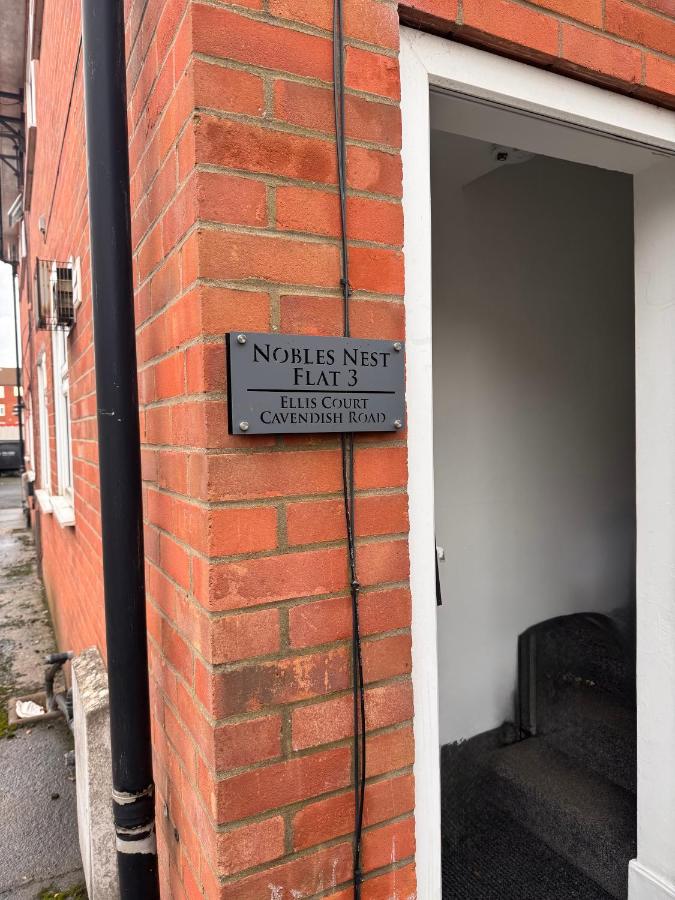 Nobles Nest
Flat 3
Ellis Court
Cavendish Road